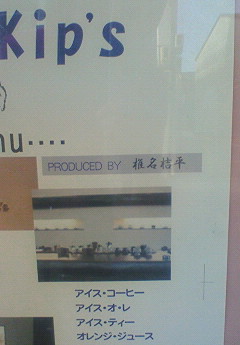 Kip's
nu････
PRODUCED BY 椎名桔平
アイス・コーヒー
アイス・オ・レ
アイス・ティー
オレンジ・ジュース